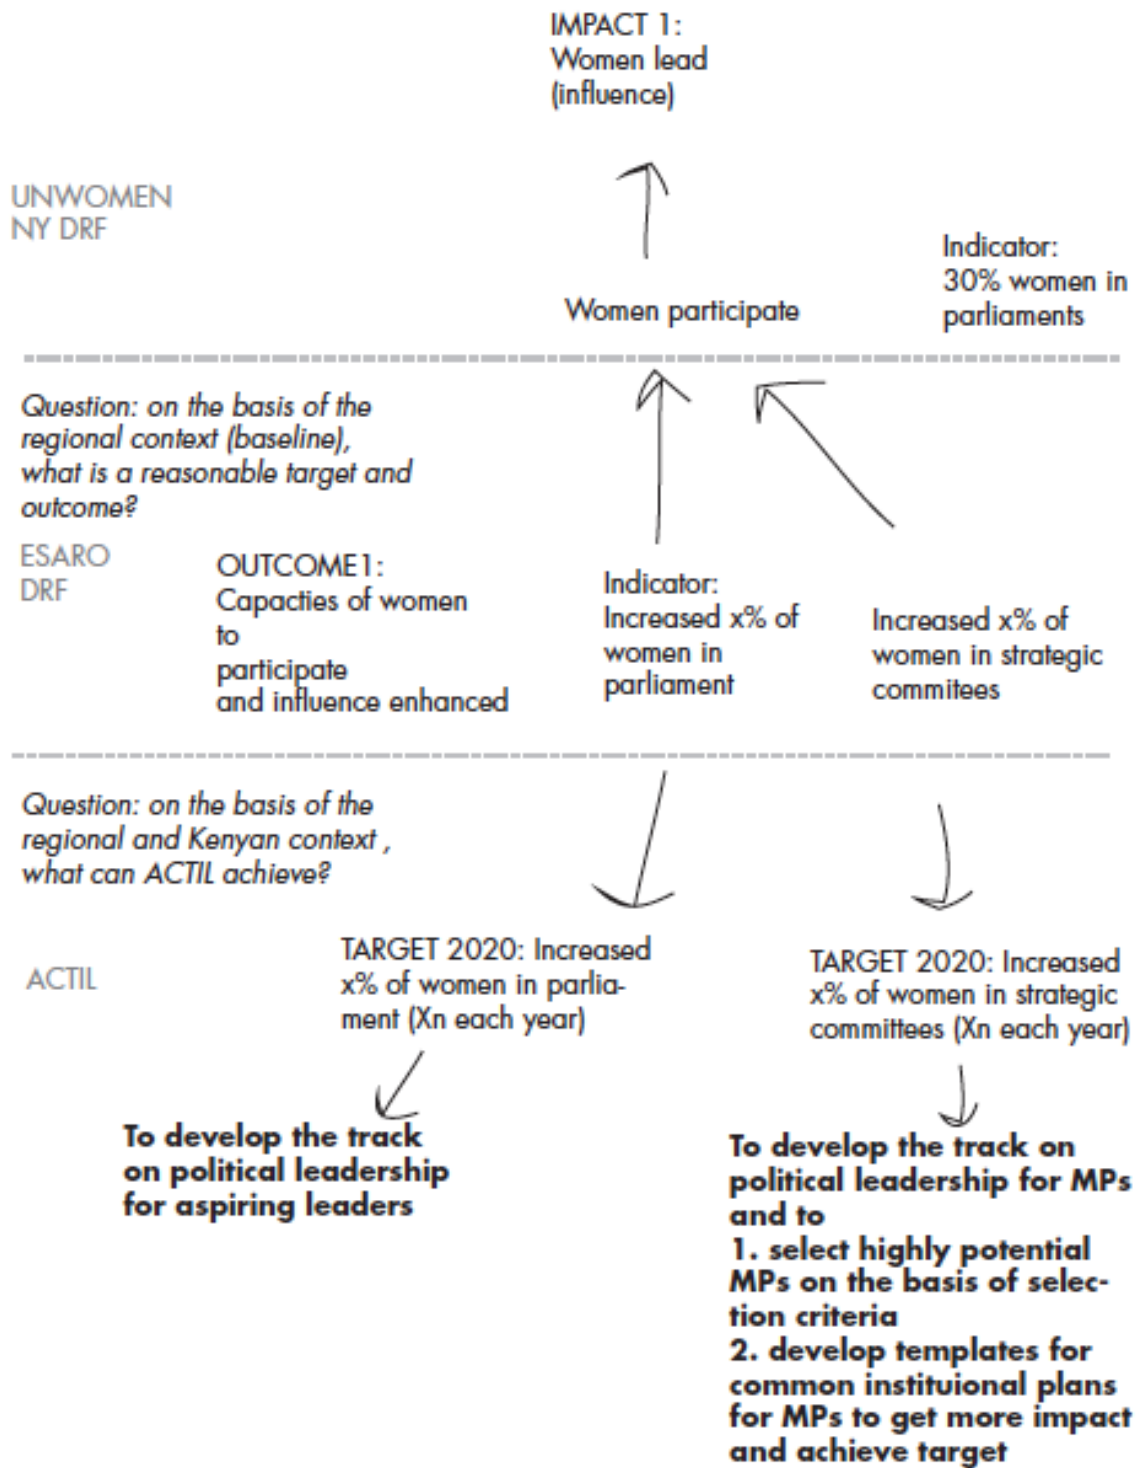 IMPACT 1:
Women lead
(influence)
UNWOMEN
NY DRF
Indicator:
30% women in
parliaments
Women participate
Question: on the basis of the
regional context (baseline),
what is a reasonable target and
outcome?
ESARO
DRF
OUTCOME1:
Capacties of women
to
participate
and influence enhanced
Indicator:
Increased x% of
women in
parliament
Increased x% of
women in strategic
commitees
Question: on the basis of the
regional and Kenyan context ,
what can ACTIL achieve?
ACTIL
TARGET 2020: Increased
x% of women in parlia-
ment (Xn each year)
TARGET 2020: Increased
x% of women in strategic
committees (Xn each year)
To develop the track
on political leadership
for aspiring leaders
To develop the track on
political leadership for MPs
and to
1. select highly potential
MPs on the basis of selec-
tion criteria
2. develop templates for
common instituional plans
for MPs to get more impact
and achieve target